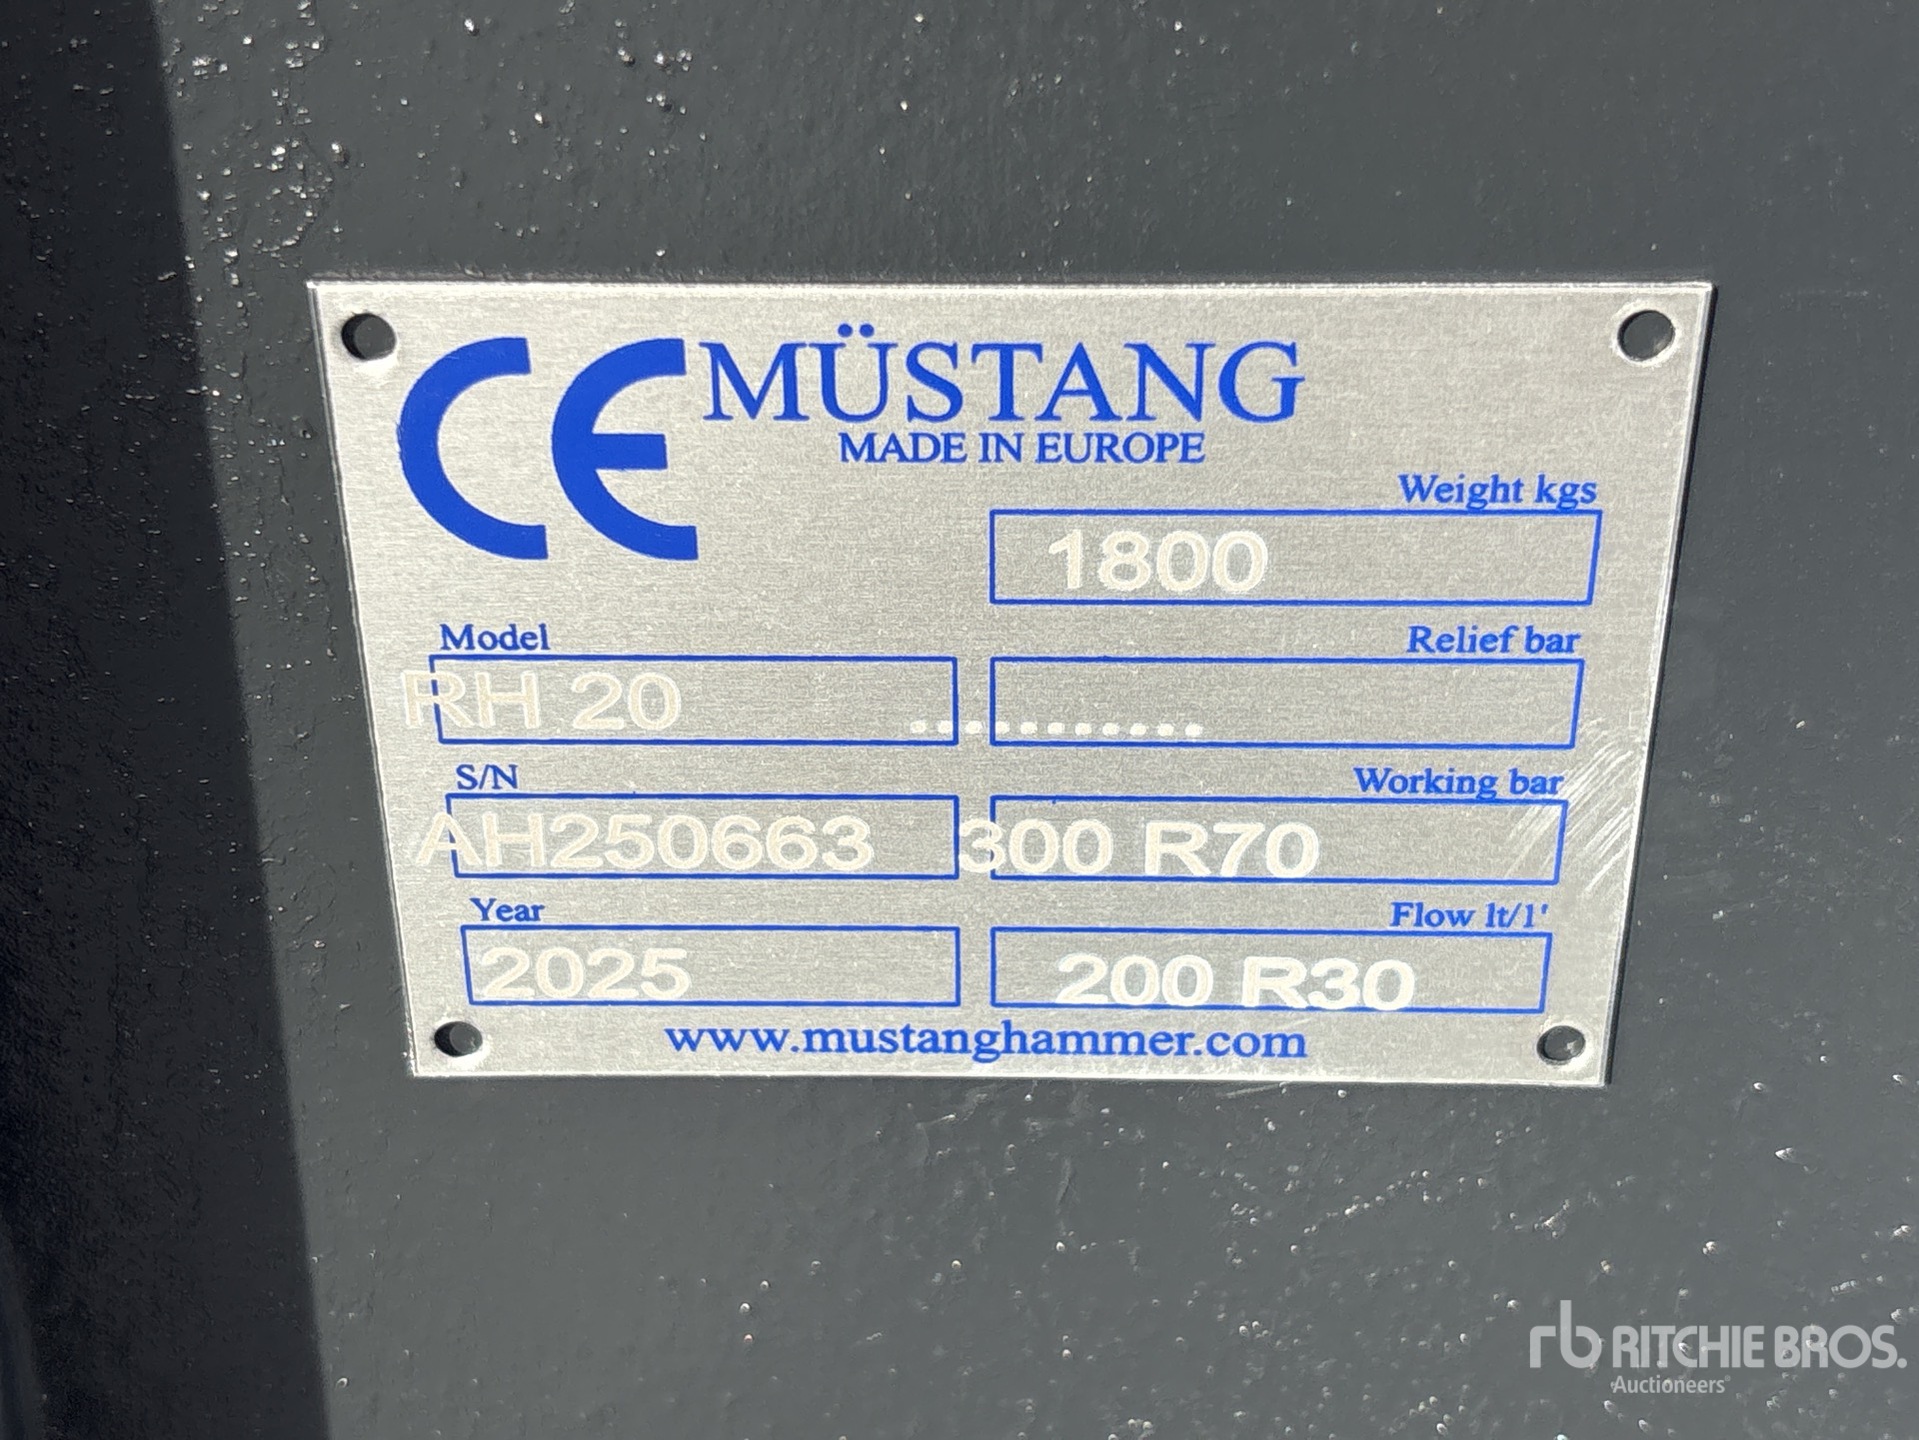 CE MÜSTANG
MADE IN EUROPE
Weight kgs
1800
Model
RH 20
Relief bar
...........
S/N
AH250663
Working bar
300 R70
Year
2025
Flow lt/1'
200 R30
www.mustanghammer.com
rb RITCHIE BROS.
Auctioneers